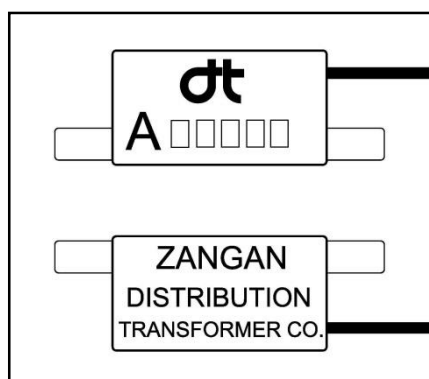 dt
A □□□□□
ZANGAN
DISTRIBUTION
TRANSFORMER CO.